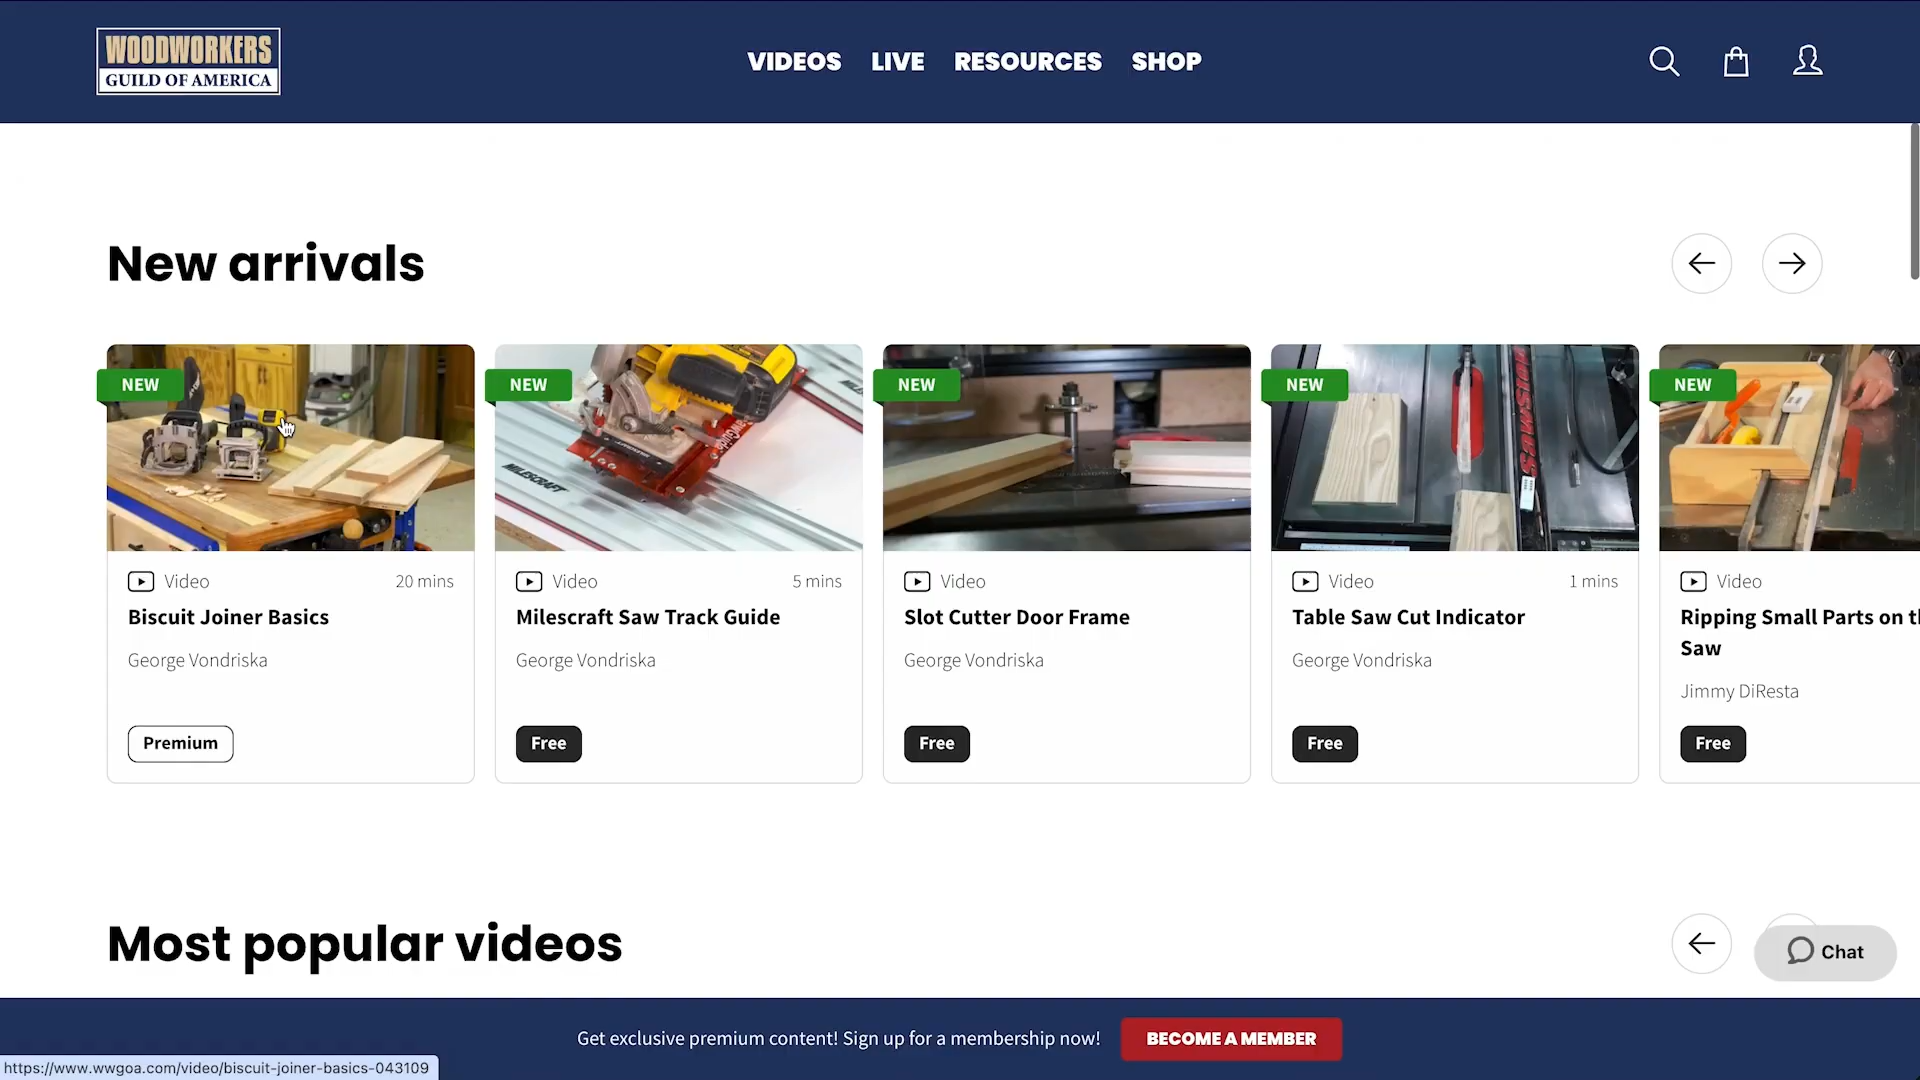 WOODWORKERS
GUILD OF AMERICA
VIDEOS LIVE RESOURCES SHOP
New arrivals
NEW
NEW
NEW
NEW
NEW
MILESCRAFT
SAWSTOP
Video 20 mins
Biscuit Joiner Basics
George Vondriska
Premium
Video 5 mins
Milescraft Saw Track Guide
George Vondriska
Free
Video
Slot Cutter Door Frame
George Vondriska
Free
Video 1 mins
Table Saw Cut Indicator
George Vondriska
Free
Video
Ripping Small Parts on
Saw
Jimmy DiResta
Free
Most popular videos
Chat
Get exclusive premium content! Sign up for a membership now!
BECOME A MEMBER
https://www.wwgoa.com/video/biscuit-joiner-basics-043109